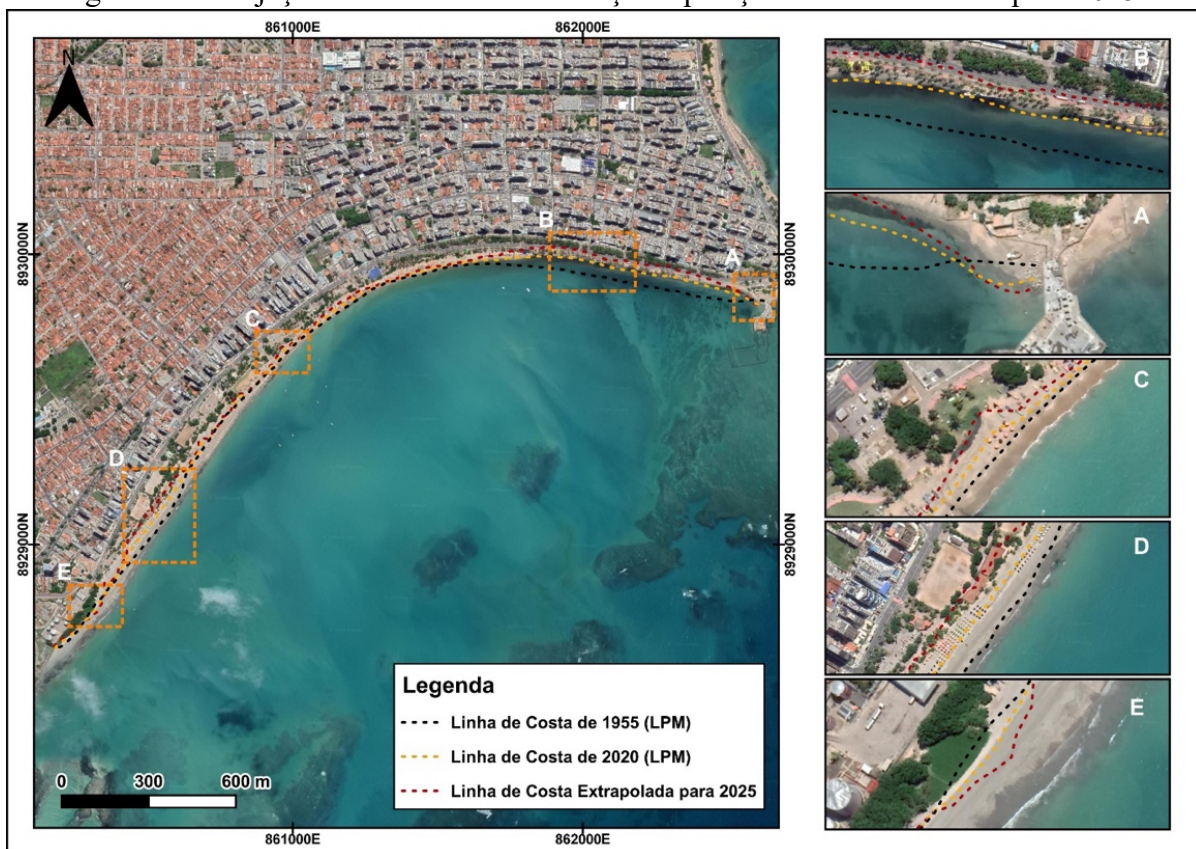 861000E 862000E
N
B
A
C
D
E
8930000N 8930000N
8929000N 8929000N
Legenda
Linha de Costa de 1955 (LPM)
Linha de Costa de 2020 (LPM)
Linha de Costa Extrapolada para 2025
0 300 600 m
861000E 862000E
B
A
C
D
E